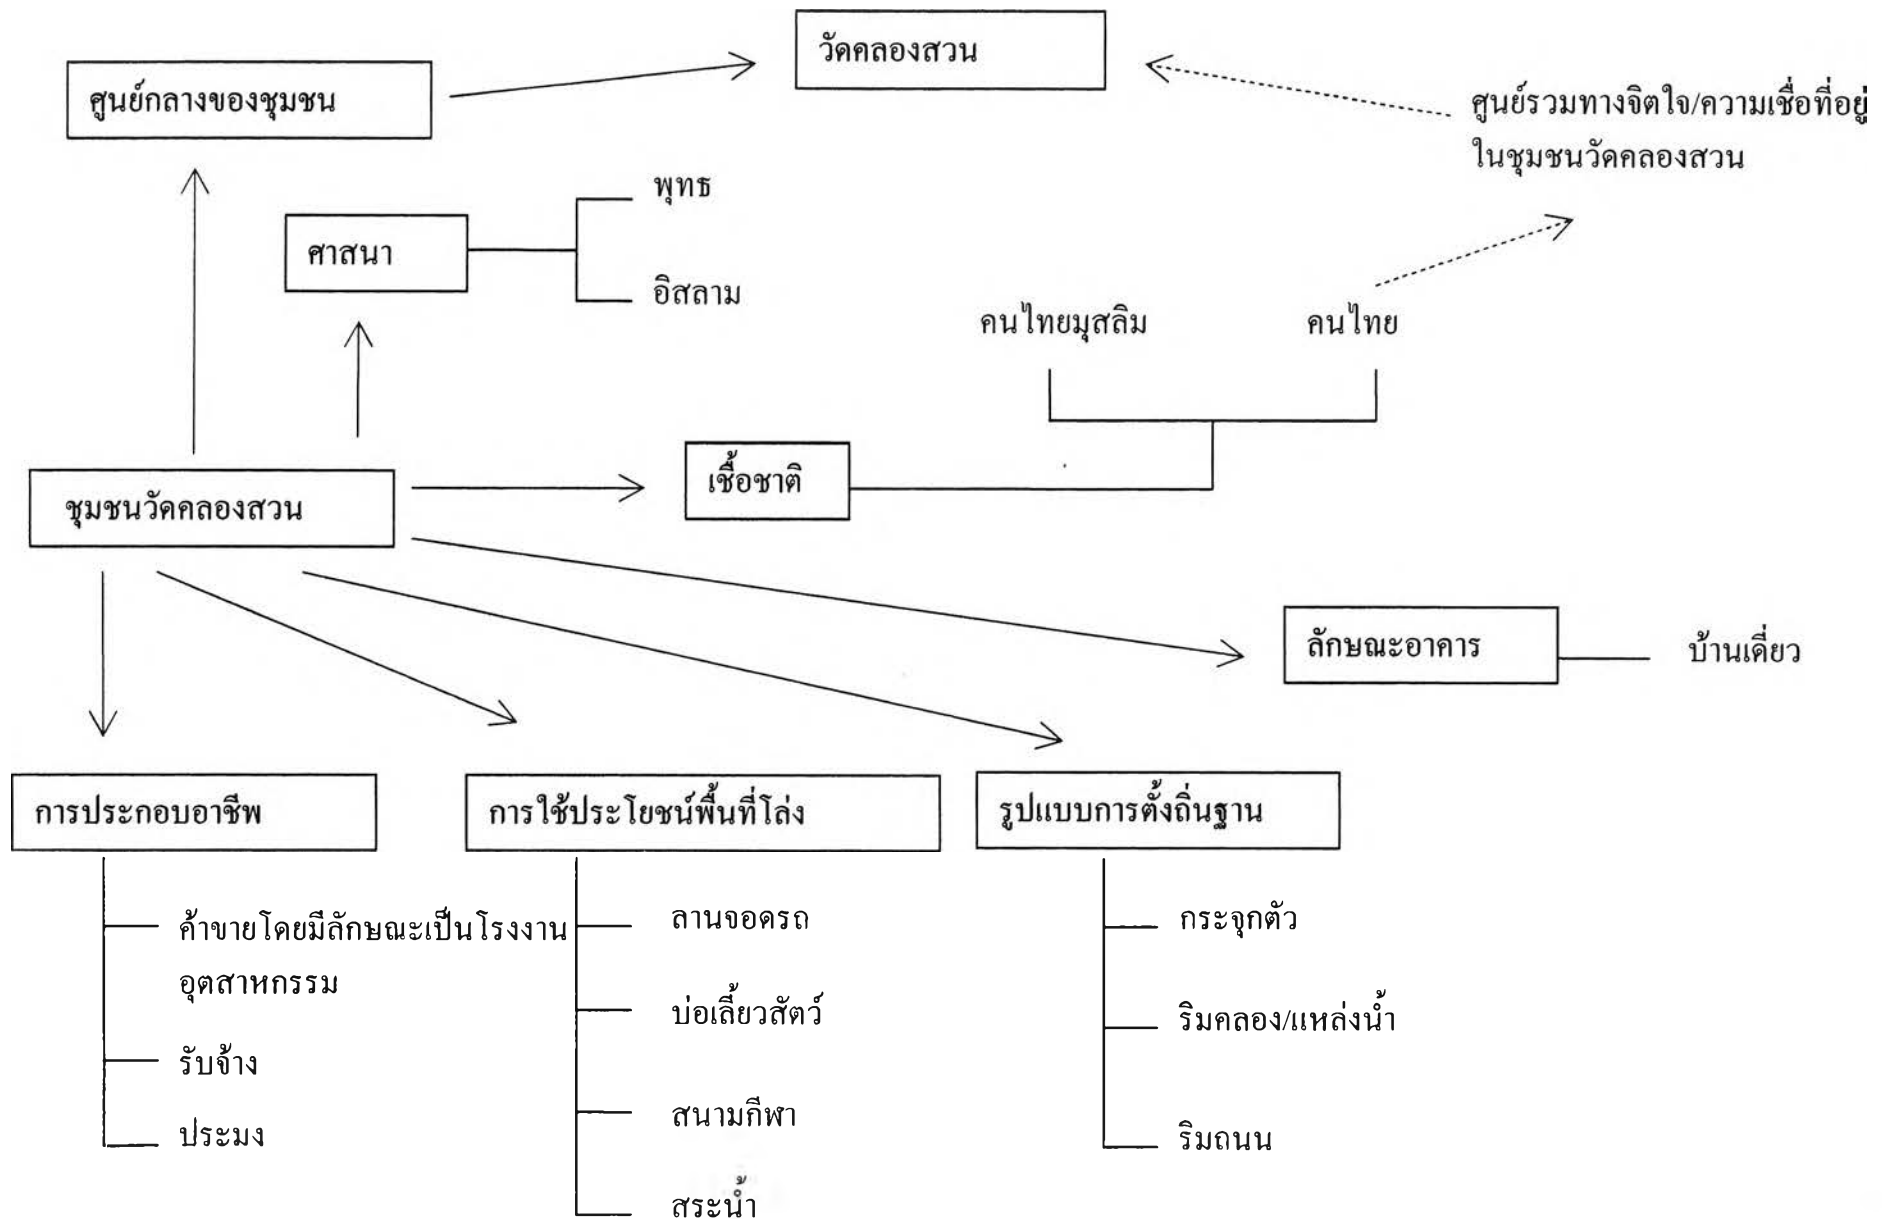 วัดคลองสวน
ศูนย์กลางของชุมชน
ศูนย์รวมทางจิตใจ/ความเชื่อที่อยู่
ในชุมชนวัดคลองสวน
พุทธ
ศาสนา
อิสลาม
คนไทยมุสลิม
คนไทย
เชื้อชาติ
ชุมชนวัดคลองสวน
ลักษณะอาคาร
บ้านเดี่ยว
การประกอบอาชีพ
ค้าขายโดยมีลักษณะเป็นโรงงาน
อุตสาหกรรม
รับจ้าง
ประมง
การใช้ประโยชน์พื้นที่โล่ง
ลานจอดรถ
บ่อเลี้ยวสัตว์
สนามกีฬา
สระน้ำ
รูปแบบการตั้งถิ่นฐาน
กระจุกตัว
ริมคลอง/แหล่งน้ำ
ริมถนน